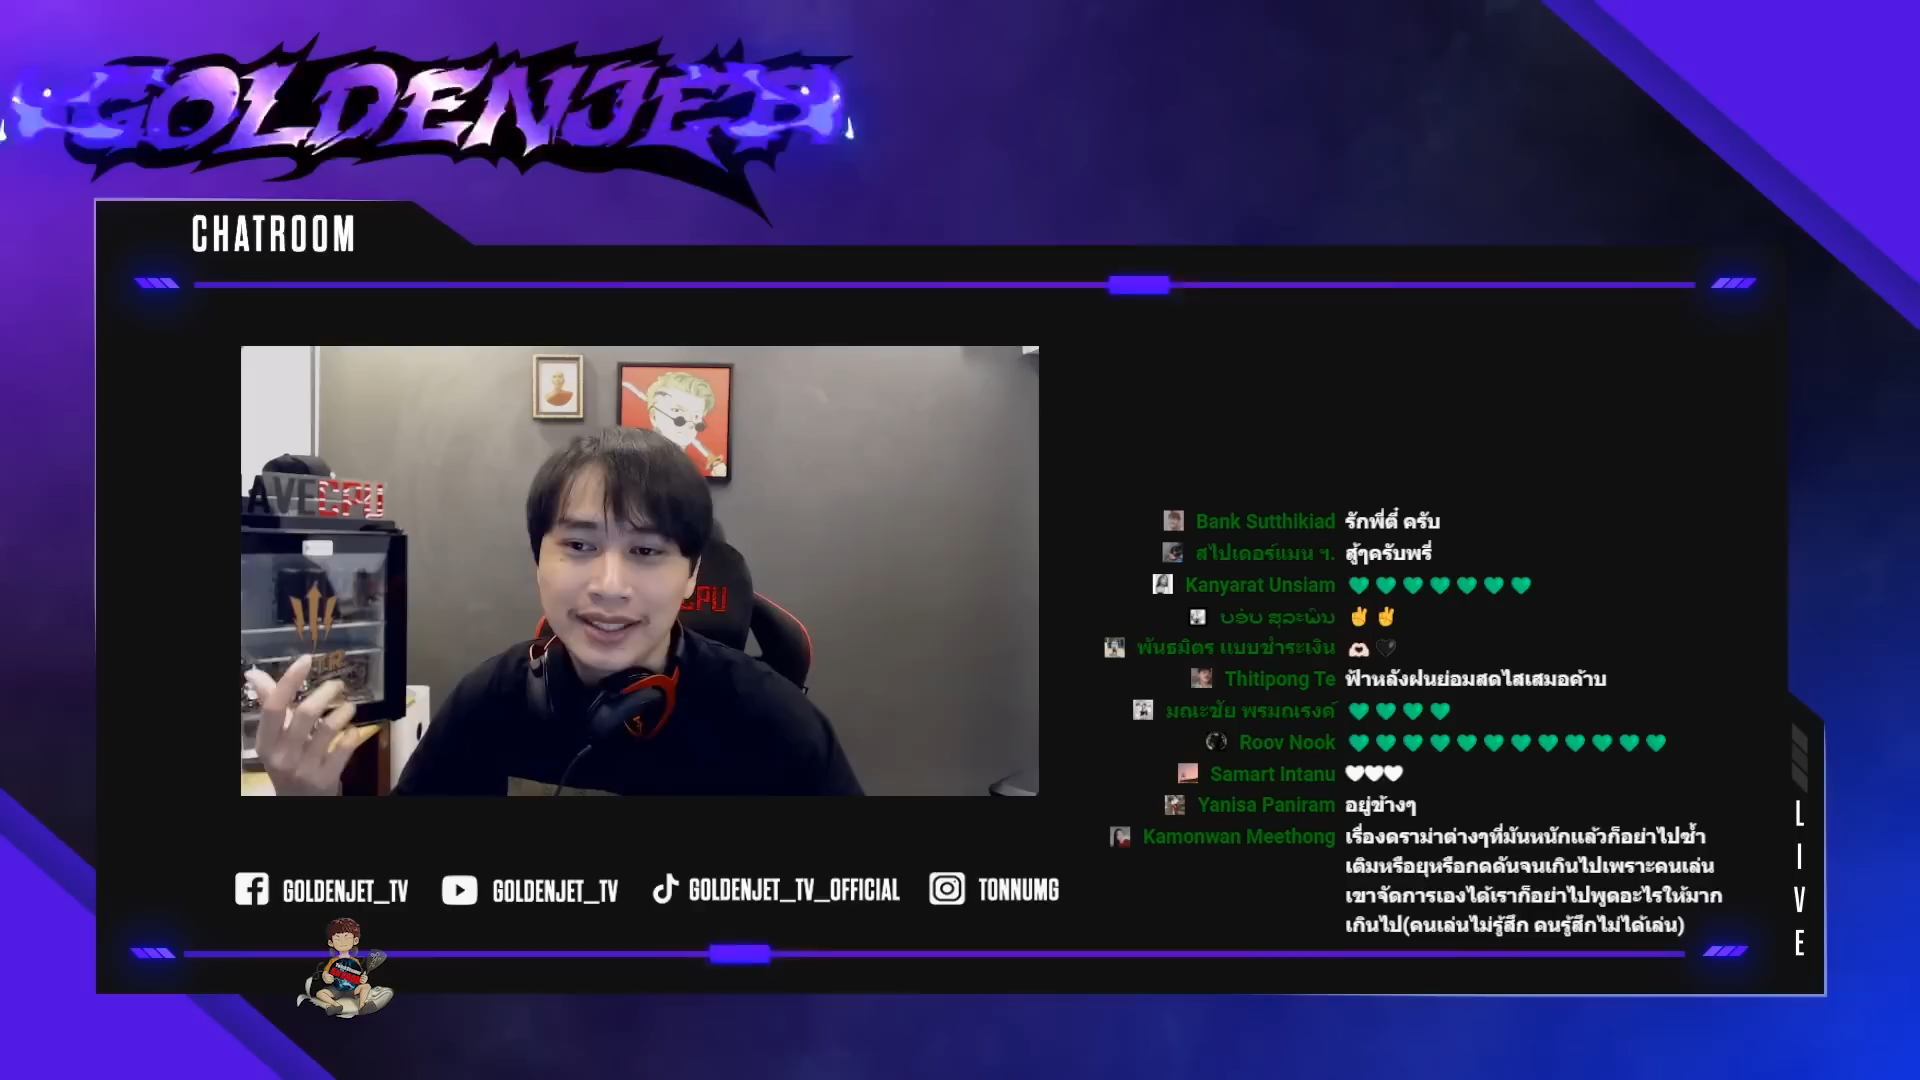 GOLDENJET
CHATROOM
AVECPU
CPU
Bank Sutthikiad รักพี่ตี๋ ครับ
สไปเดอร์แมน ฯ. สู้ๆครับพรี่
Kanyarat Unsiam 💚💚💚💚💚💚💚
ບອ່ບ ສຸລະພິນ ✌️✌️
พันธมิตร แบบชำระเงิน 🫶🏻🖤
Thitipong Te ฟ้าหลังฝนย่อมสดใสเสมอค้าบ
มณะชัย พรมณรงค์ 💚💚💚💚
Roov Nook 💚💚💚💚💚💚💚💚💚💚💚💚
Samart Intanu 🤍🤍🤍
Yanisa Paniram อยู่ข้างๆ
Kamonwan Meethong เรื่องดราม่าต่างๆที่มันหนักแล้วก็อย่าไปซ้ำ
เติมหรือยุหรือกดดันจนเกินไปเพราะคนเล่น
เขาจัดการเองได้เราก็อย่าไปพูดอะไรให้มาก
เกินไป(คนเล่นไม่รู้สึก คนรู้สึกไม่ได้เล่น)
LIVE
GOLDENJET_TV GOLDENJET_TV GOLDENJET_TV_OFFICIAL TONNUMG